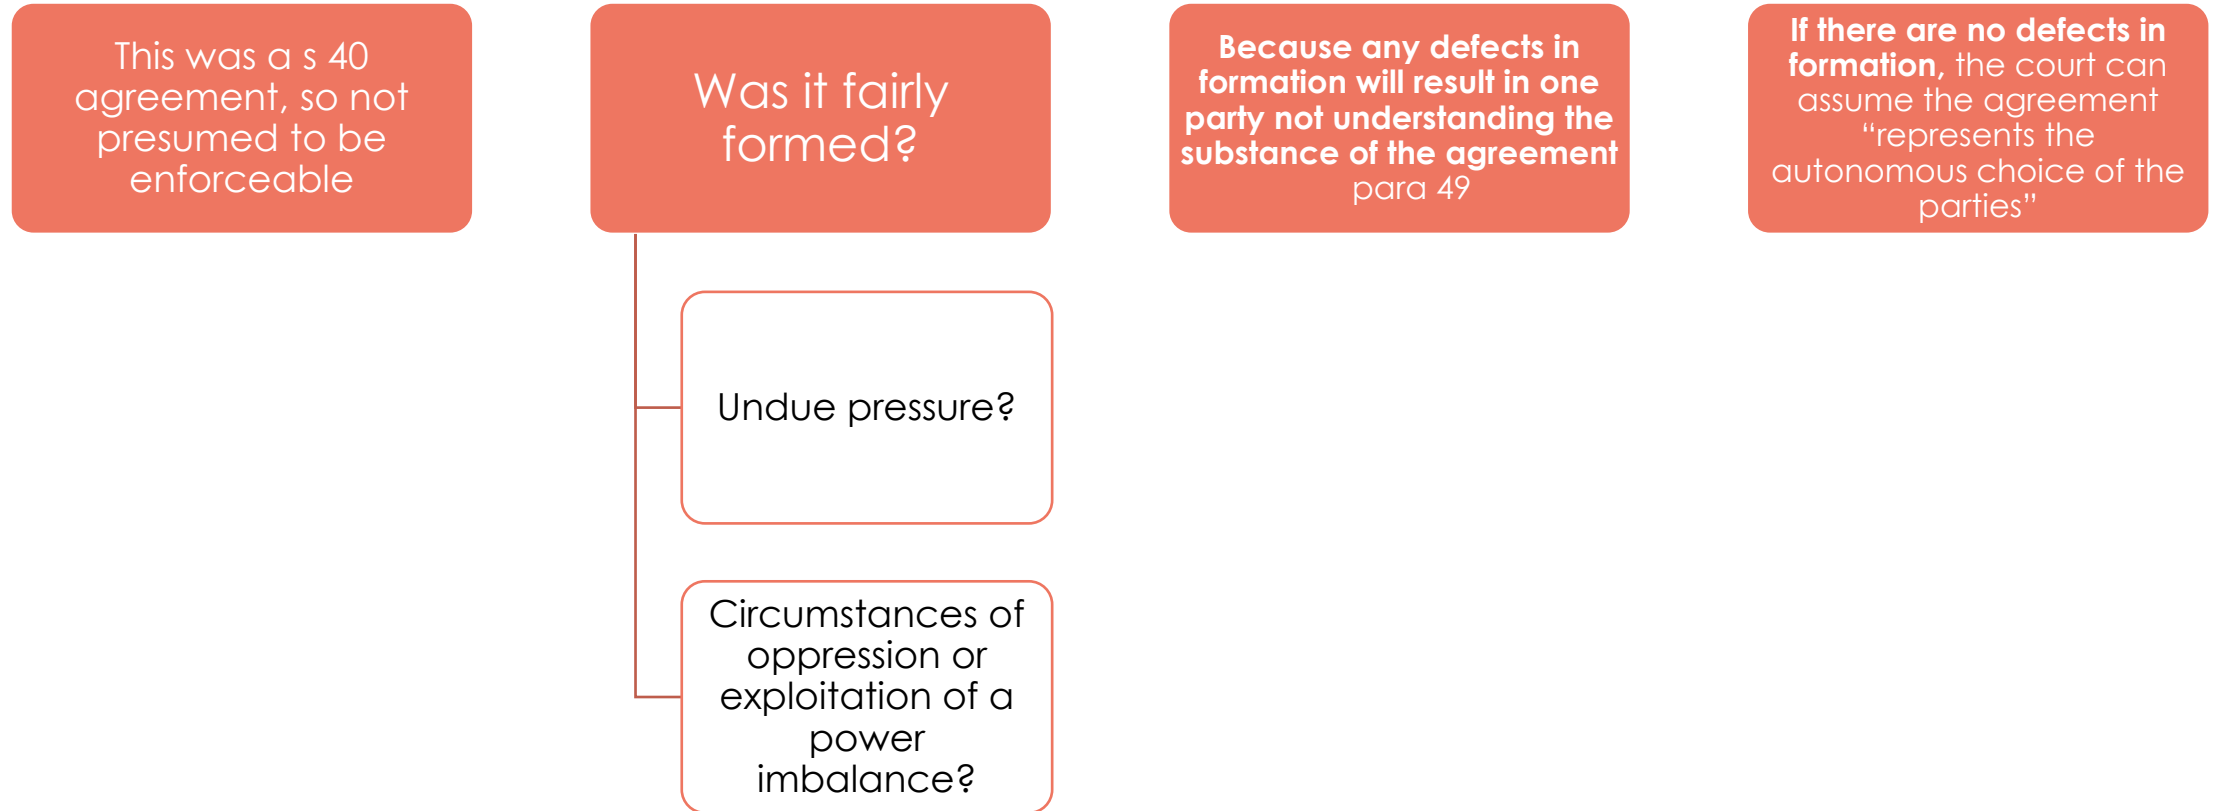 This was a s 40
agreement, so not
presumed to be
enforceable
Was it fairly
formed?
Undue pressure?
Circumstances of
oppression or
exploitation of a
power
imbalance?
Because any defects in
formation will result in one
party not understanding the
substance of the agreement
para 49
If there are no defects in
formation, the court can
assume the agreement
“represents the
autonomous choice of the
parties”